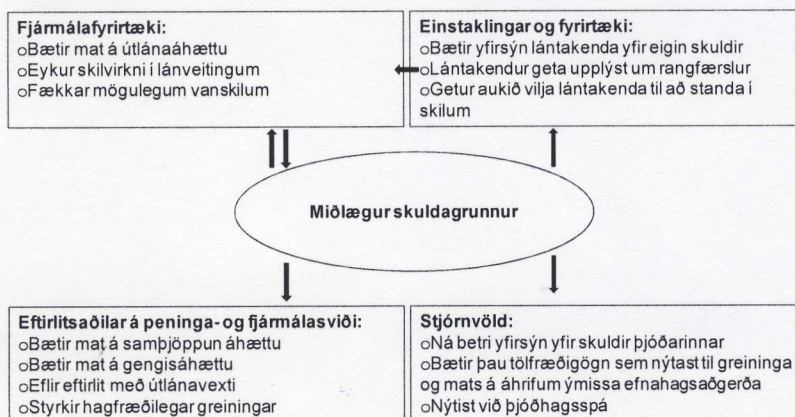 Fjármálafyrirtæki:
oBætir mat á útlánaáhættu
oEykur skilvirkni í lánveitingum
oFækkar mögulegum vanskilum
Einstaklingar og fyrirtæki:
oBætir yfirsýn lántakenda yfir eigin skuldir
oLántakendur geta upplýst um rangfærslur
oGetur aukið vilja lántakenda til að standa í
skilum
Miðlægur skuldagrunnur
Eftirlitsaðilar á peninga- og fjármálasviði:
oBætir mat á samþjöppun áhættu
oBætir mat á gengisáhættu
oEflir eftirlit með útlánavexti
oStyrkir hagfræðilegar greiningar
Stjórnvöld:
oNá betri yfirsýn yfir skuldir þjóðarinnar
oBætir þau tölfræðigögn sem nýtast til greininga
og mats á áhrifum ýmissa efnahagsaðgerða
oNýtist við þjóðhagsspá